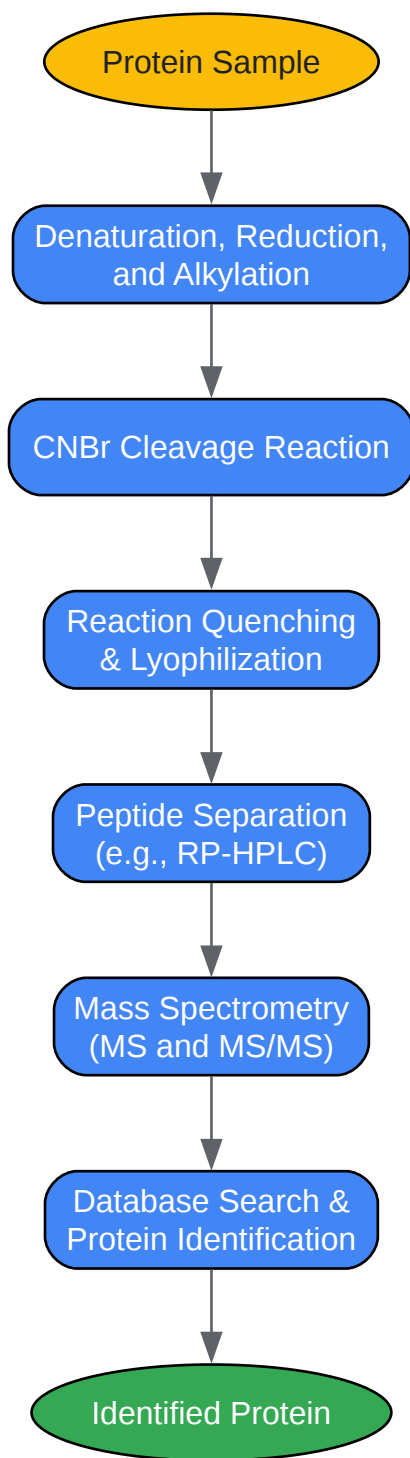 Protein Sample
Denaturation, Reduction,
and Alkylation
CNBr Cleavage Reaction
Reaction Quenching
& Lyophilization
Peptide Separation
(e.g., RP-HPLC)
Mass Spectrometry
(MS and MS/MS)
Database Search &
Protein Identification
Identified Protein